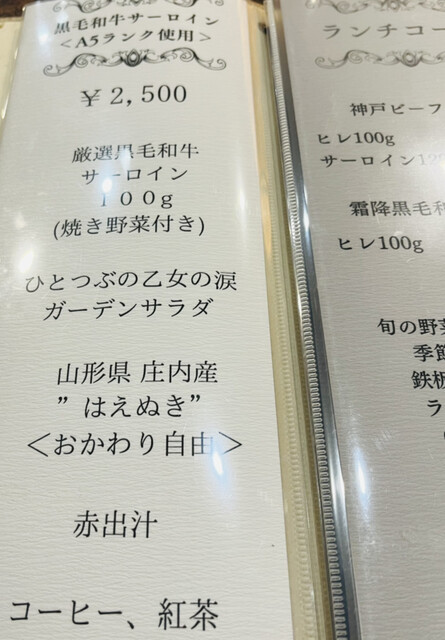 黒毛和牛サーロイン
＜A5ランク使用＞
￥2,500
厳選黒毛和牛
サーロイン
１００g
(焼き野菜付き)
ひとつぶの乙女の涙
ガーデンサラダ
山形県 庄内産
”はえぬき”
＜おかわり自由＞
赤出汁
コーヒー、紅茶
ランチコー
神戸ビーフ
ヒレ100g
サーロイン12
霜降黒毛和
ヒレ100g
旬の野菜
季節
鉄板
ラ